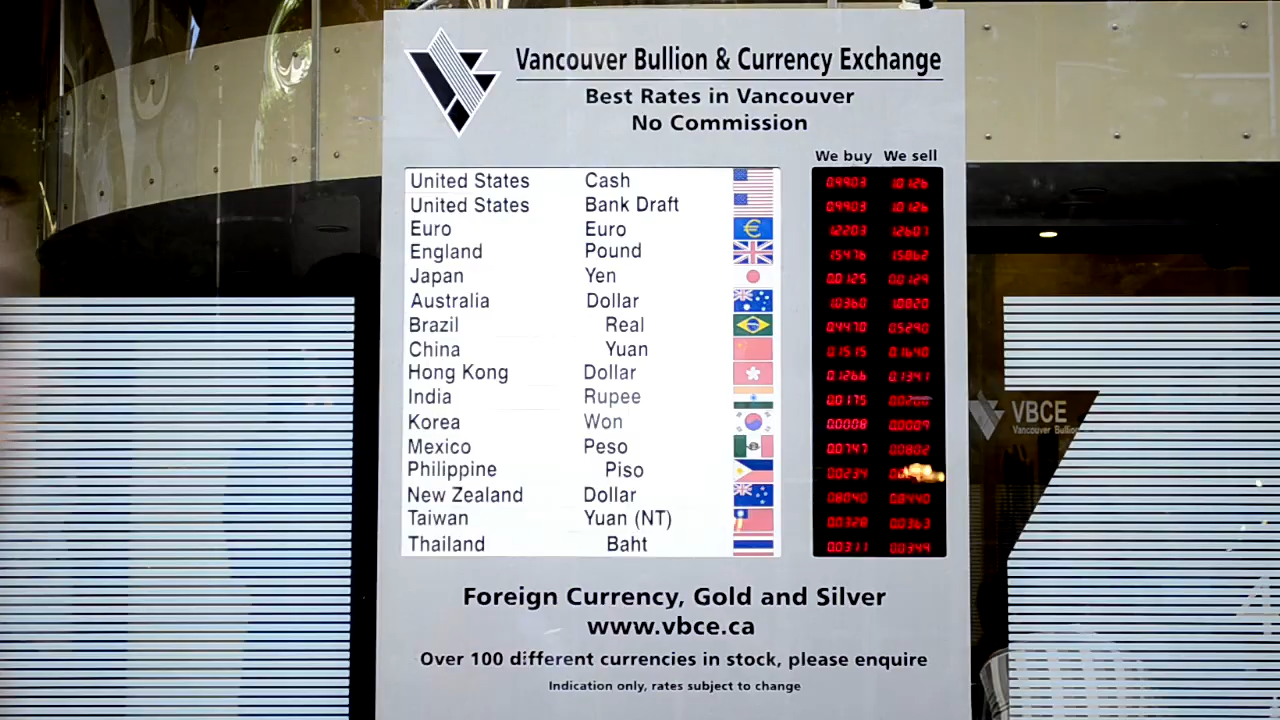 Vancouver Bullion & Currency Exchange
Best Rates in Vancouver
No Commission
We buy We sell
United States Cash 0.9903 1.0126
United States Bank Draft 0.9903 1.0126
Euro Euro 1.2203 1.2607
England Pound 1.5476 1.5862
Japan Yen 0.0125 0.0129
Australia Dollar 1.0360 1.0820
Brazil Real 0.4470 0.5290
China Yuan 0.1515 0.1640
Hong Kong Dollar 0.1266 0.1341
India Rupee 0.0175
Korea Won 0.0008 0.0009
Mexico Peso 0.0747 0.0802
Philippine Piso 0.0234
New Zealand Dollar 0.8040 0.8440
Taiwan Yuan (NT) 0.0328 0.0363
Thailand Baht 0.0311 0.0344
VBCE
Vancouver Bullion
Foreign Currency, Gold and Silver
www.vbce.ca
Over 100 different currencies in stock, please enquire
Indication only, rates subject to change